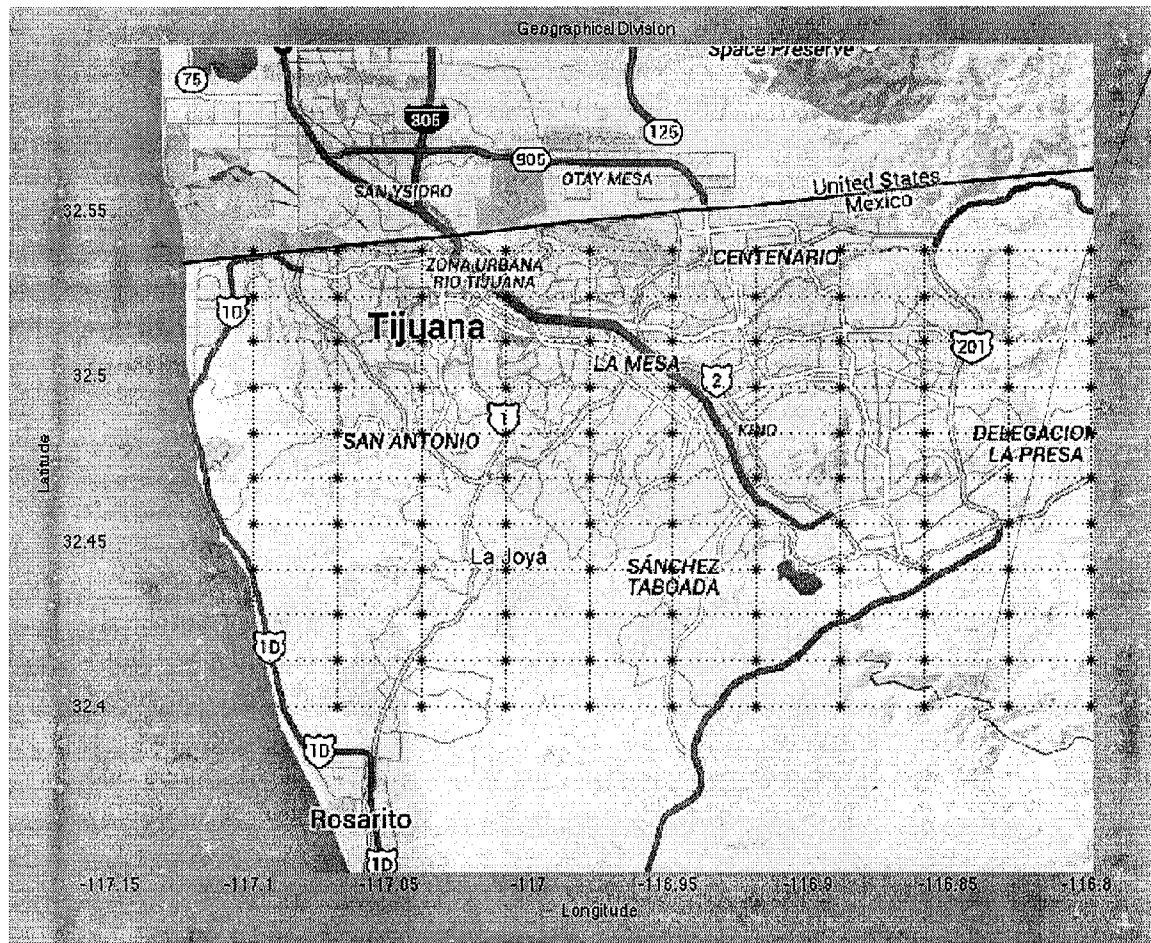 Geographical Division
Space Preserve
75
805
125
905
SAN YSIDRO
OTAY MESA
United States
Mexico
32.55
ZONA URBANA
RIO TIJUANA
CENTENARIO
1D
Tijuana
201
LA MESA
32.5
2
1
KINO
SAN ANTONIO
DELEGACION
LA PRESA
Latitude
32.45
La Joya
SÁNCHEZ
TABOADA
1D
32.4
1D
Rosarito
1D
-117.15 -117.1 -117.05 -117 -116.95 -116.9 -116.85 -116.8
Longitude